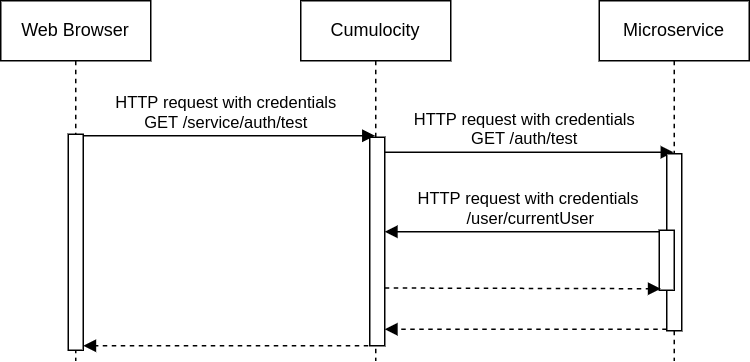 Web Browser
Cumulocity
Microservice
HTTP request with credentials
GET /service/auth/test
HTTP request with credentials
GET /auth/test
HTTP request with credentials
/user/currentUser